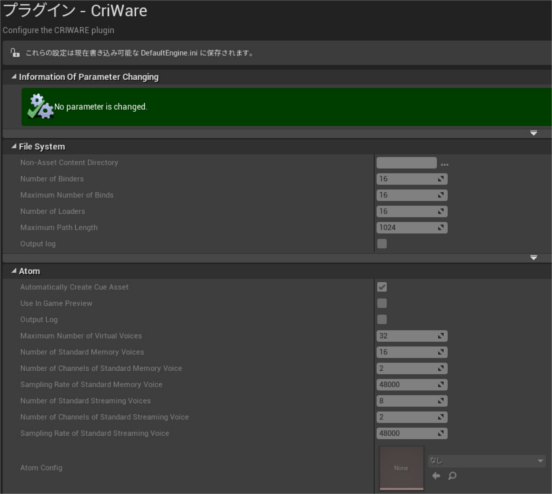 プラグイン - CriWare
Configure the CRIWARE plugin
これらの設定は現在書き込み可能な DefaultEngine.ini に保存されます。
Information Of Parameter Changing
No parameter is changed.
File System
Non-Asset Content Directory
...
Number of Binders 16
Maximum Number of Binds 16
Number of Loaders 16
Maximum Path Length 1024
Output log
Atom
Automatically Create Cue Asset
Use In Game Preview
Output Log
Maximum Number of Virtual Voices 32
Number of Standard Memory Voices 16
Number of Channels of Standard Memory Voice 2
Sampling Rate of Standard Memory Voice 48000
Number of Standard Streaming Voices 8
Number of Channels of Standard Streaming Voice 2
Sampling Rate of Standard Streaming Voice 48000
Atom Config None なし